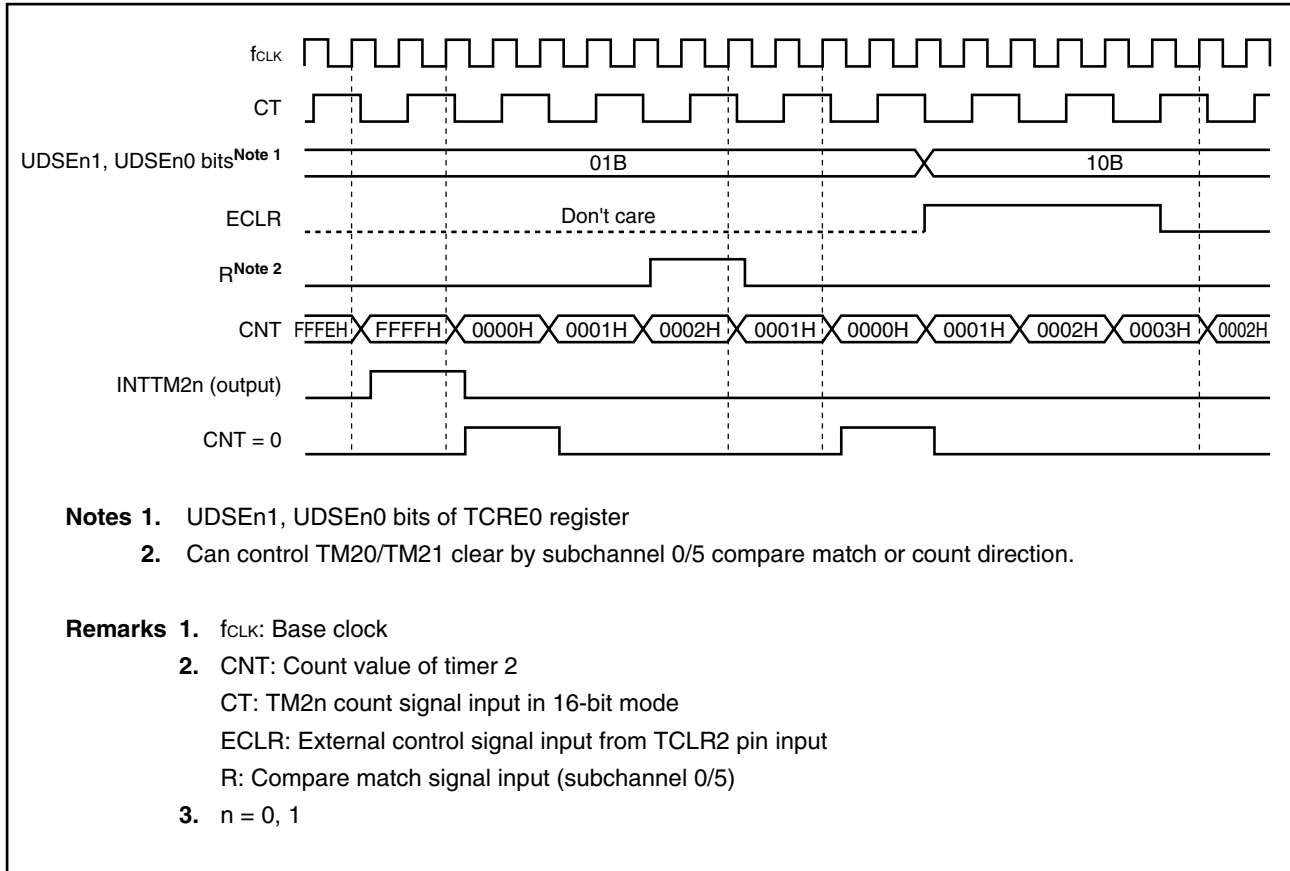 fCLK
CT
UDSEn1, UDSEn0 bitsNote 1 01B 10B
ECLR Don't care
RNote 2
CNT FFFEH FFFFH 0000H 0001H 0002H 0001H 0000H 0001H 0002H 0003H 0002H
INTTM2n (output)
CNT = 0
Notes 1. UDSEn1, UDSEn0 bits of TCRE0 register
2. Can control TM20/TM21 clear by subchannel 0/5 compare match or count direction.
Remarks 1. fCLK: Base clock
2. CNT: Count value of timer 2
CT: TM2n count signal input in 16-bit mode
ECLR: External control signal input from TCLR2 pin input
R: Compare match signal input (subchannel 0/5)
3. n = 0, 1